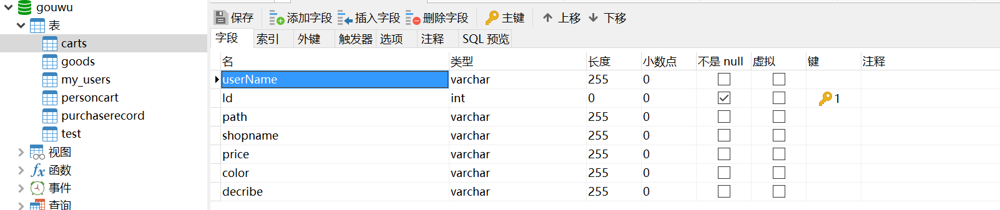 gouwu
表
carts
goods
my_users
personcart
purchaserecord
test
视图
fx 函数
事件
查询
保存 添加字段 插入字段 删除字段 主键 上移 下移
字段 索引 外键 触发器 选项 注释 SQL 预览
名 类型 长度 小数点 不是 null 虚拟 键 注释
userName varchar 255 0
Id int 0 0 1
path varchar 255 0
shopname varchar 255 0
price varchar 255 0
color varchar 255 0
decribe varchar 255 0